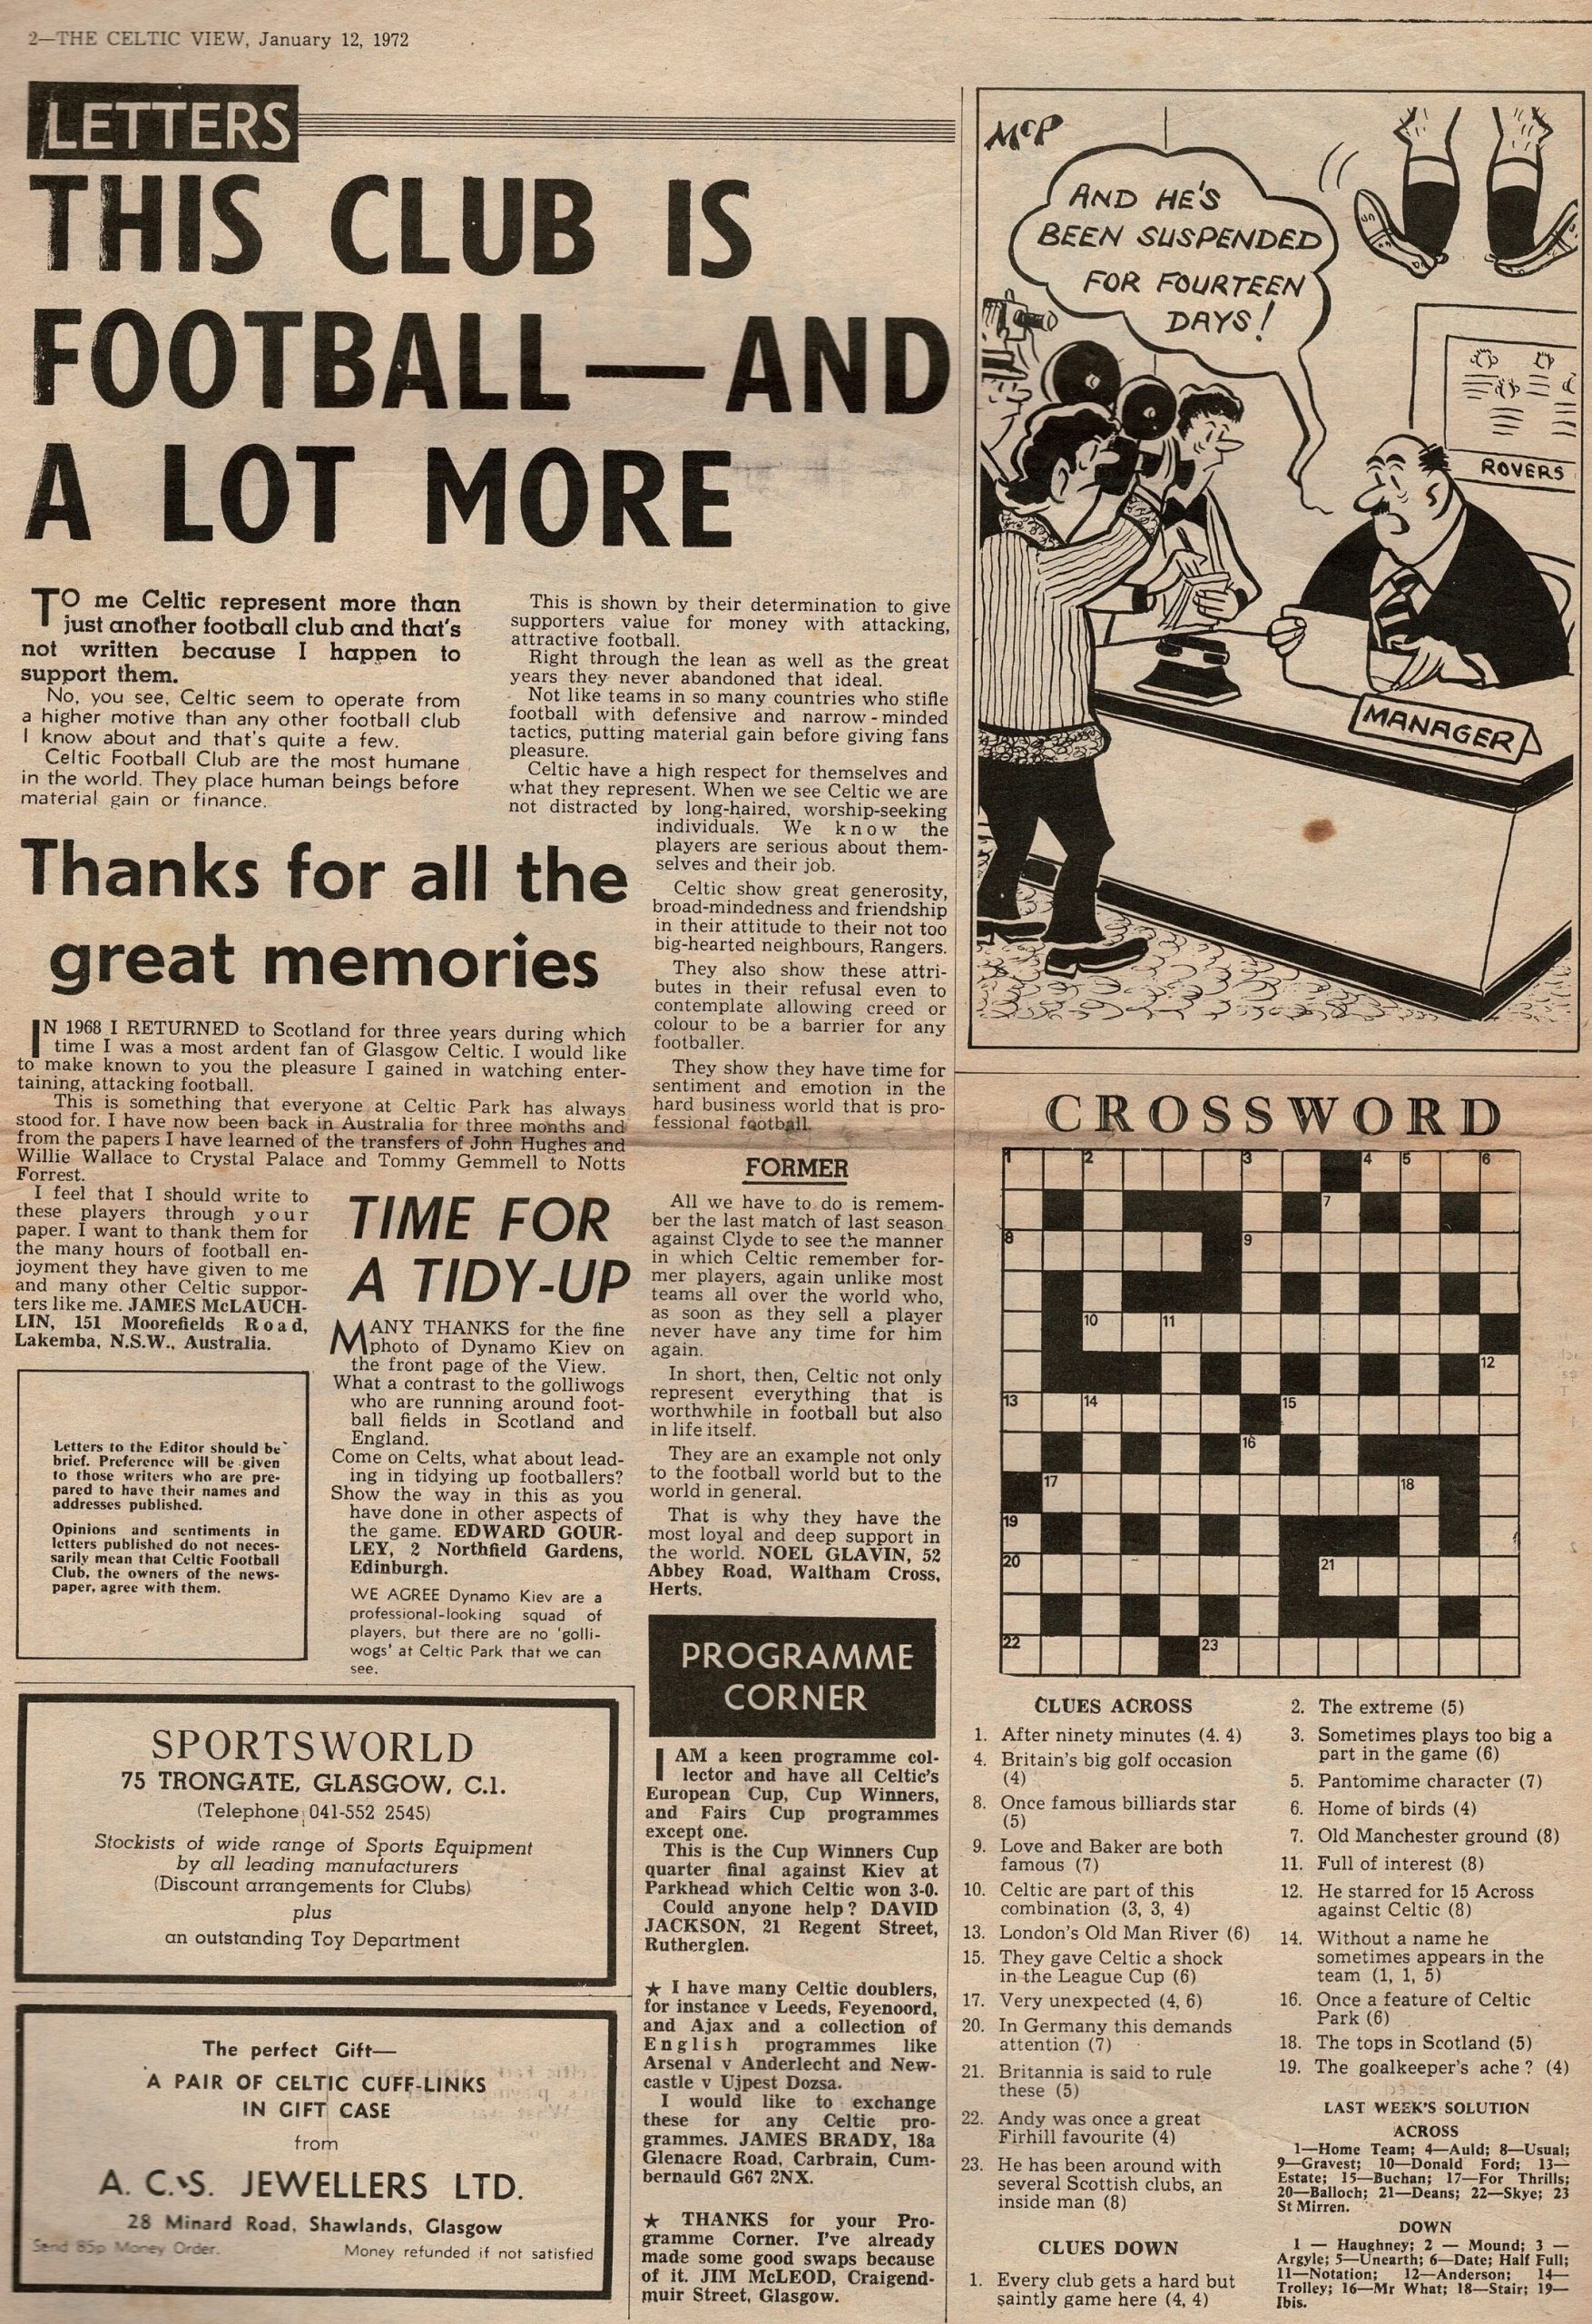 2—THE CELTIC VIEW, January 12, 1972
LETTERS
THIS CLUB IS
FOOTBALL—AND
A LOT MORE
TO me Celtic represent more than
just another football club and that's
not written because I happen to
support them.
No, you see, Celtic seem to operate from
a higher motive than any other football club
I know about and that's quite a few.
Celtic Football Club are the most humane
in the world. They place human beings before
material gain or finance.
This is shown by their determination to give
supporters value for money with attacking,
attractive football.
Right through the lean as well as the great
years they never abandoned that ideal.
Not like teams in so many countries who stifle
football with defensive and narrow-minded
tactics, putting material gain before giving fans
pleasure.
Celtic have a high respect for themselves and
what they represent. When we see Celtic we are
not distracted by long-haired, worship-seeking
individuals. We know the
players are serious about them-
selves and their job.
Celtic show great generosity,
broad-mindedness and friendship
in their attitude to their not too
big-hearted neighbours, Rangers.
They also show these attri-
butes in their refusal even to
contemplate allowing creed or
colour to be a barrier for any
footballer.
They show they have time for
sentiment and emotion in the
hard business world that is pro-
fessional football.
FORMER
All we have to do is remem-
ber the last match of last season
against Clyde to see the manner
in which Celtic remember for-
mer players, again unlike most
teams all over the world who,
as soon as they sell a player
never have any time for him
again.
In short, then, Celtic not only
represent everything that is
worthwhile in football but also
in life itself.
They are an example not only
to the football world but to the
world in general.
That is why they have the
most loyal and deep support in
the world. NOEL GLAVIN, 52
Abbey Road, Waltham Cross,
Herts.
Thanks for all the
great memories
IN 1968 I RETURNED to Scotland for three years during which
time I was a most ardent fan of Glasgow Celtic. I would like
to make known to you the pleasure I gained in watching enter-
taining, attacking football.
This is something that everyone at Celtic Park has always
stood for. I have now been back in Australia for three months and
from the papers I have learned of the transfers of John Hughes and
Willie Wallace to Crystal Palace and Tommy Gemmell to Notts
Forrest.
I feel that I should write to
these players through your
paper. I want to thank them for
the many hours of football en-
joyment they have given to me
and many other Celtic suppor-
ters like me. JAMES McLAUCH-
LIN, 151 Moorefields Road,
Lakemba, N.S.W., Australia.
Letters to the Editor should be
brief. Preference will be given
to those writers who are pre-
pared to have their names and
addresses published.
Opinions and sentiments in
letters published do not neces-
sarily mean that Celtic Football
Club, the owners of the news-
paper, agree with them.
TIME FOR
A TIDY-UP
MANY THANKS for the fine
photo of Dynamo Kiev on
the front page of the View.
What a contrast to the golliwogs
who are running around foot-
ball fields in Scotland and
England.
Come on Celts, what about lead-
ing in tidying up footballers?
Show the way in this as you
have done in other aspects of
the game. EDWARD GOUR-
LEY, 2 Northfield Gardens,
Edinburgh.
WE AGREE Dynamo Kiev are a
professional-looking squad of
players, but there are no 'golli-
wogs' at Celtic Park that we can
see.
SPORTSWORLD
75 TRONGATE, GLASGOW, C.1.
(Telephone 041-552 2545)
Stockists of wide range of Sports Equipment
by all leading manufacturers
(Discount arrangements for Clubs)
plus
an outstanding Toy Department
The perfect Gift—
A PAIR OF CELTIC CUFF-LINKS
IN GIFT CASE
from
A. C. S. JEWELLERS LTD.
28 Minard Road, Shawlands, Glasgow
Send 85p Money Order. Money refunded if not satisfied
PROGRAMME
CORNER
I AM a keen programme col-
lector and have all Celtic's
European Cup, Cup Winners,
and Fairs Cup programmes
except one.
This is the Cup Winners Cup
quarter final against Kiev at
Parkhead which Celtic won 3-0.
Could anyone help? DAVID
JACKSON, 21 Regent Street,
Rutherglen.
★ I have many Celtic doublers,
for instance v Leeds, Feyenoord,
and Ajax and a collection of
English programmes like
Arsenal v Anderlecht and New-
castle v Ujpest Dozsa.
I would like to exchange
these for any Celtic pro-
grammes. JAMES BRADY, 18a
Glenacre Road, Carbrain, Cum-
bernauld G67 2NX.
★ THANKS for your Pro-
gramme Corner. I've already
made some good swaps because
of it. JIM McLEOD, Craigend-
muir Street, Glasgow.
McP
AND HE'S
BEEN SUSPENDED
FOR FOURTEEN
DAYS!
ROVERS
MANAGER
CROSSWORD
1 2 3 4 5 6
7
8 9
10 11
12
13 14 15
16
17 18
19
20 21
22 23
CLUES ACROSS
1. After ninety minutes (4. 4)
4. Britain's big golf occasion
(4)
8. Once famous billiards star
(5)
9. Love and Baker are both
famous (7)
10. Celtic are part of this
combination (3, 3, 4)
13. London's Old Man River (6)
15. They gave Celtic a shock
in the League Cup (6)
17. Very unexpected (4, 6)
20. In Germany this demands
attention (7)
21. Britannia is said to rule
these (5)
22. Andy was once a great
Firhill favourite (4)
23. He has been around with
several Scottish clubs, an
inside man (8)
CLUES DOWN
1. Every club gets a hard but
saintly game here (4, 4)
2. The extreme (5)
3. Sometimes plays too big a
part in the game (6)
5. Pantomime character (7)
6. Home of birds (4)
7. Old Manchester ground (8)
11. Full of interest (8)
12. He starred for 15 Across
against Celtic (8)
14. Without a name he
sometimes appears in the
team (1, 1, 5)
16. Once a feature of Celtic
Park (6)
18. The tops in Scotland (5)
19. The goalkeeper's ache? (4)
LAST WEEK'S SOLUTION
ACROSS
1—Home Team; 4—Auld; 8—Usual;
9—Gravest; 10—Donald Ford; 13—
Estate; 15—Buchan; 17—For Thrills;
20—Balloch; 21—Deans; 22—Skye; 23
St Mirren.
DOWN
1 — Haughney; 2 — Mound; 3 —
Argyle; 5—Unearth; 6—Date; Half Full;
11—Notation; 12—Anderson; 14—
Trolley; 16—Mr What; 18—Stair; 19—
Ibis.